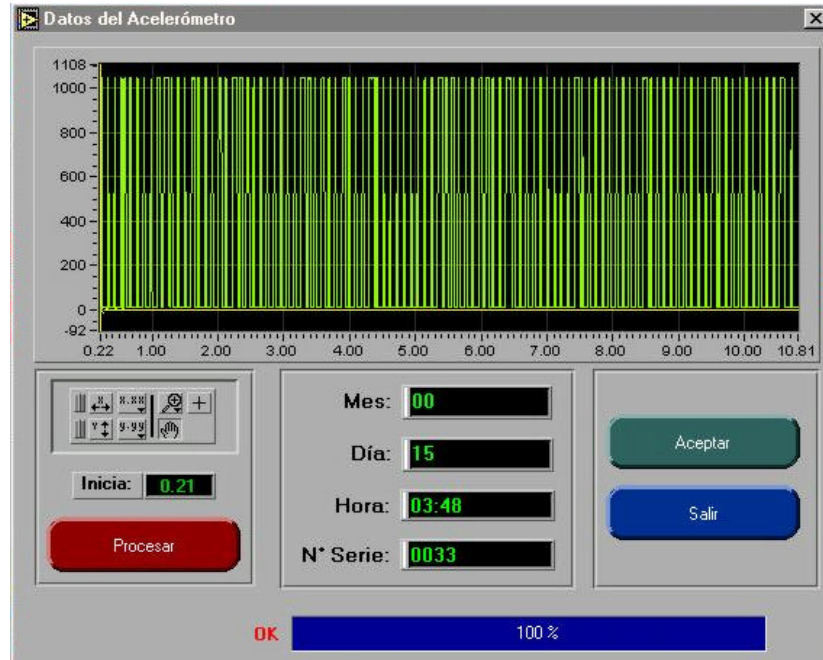 Datos del Acelerómetro
1108
1000
800
600
400
200
0
-92
0.22 1.00 2.00 3.00 4.00 5.00 6.00 7.00 8.00 9.00 10.00 10.81
Mes: 00
Día: 15
Hora: 03:48
N° Serie: 0033
Inicia: 0.21
Procesar
Aceptar
Salir
OK 100 %